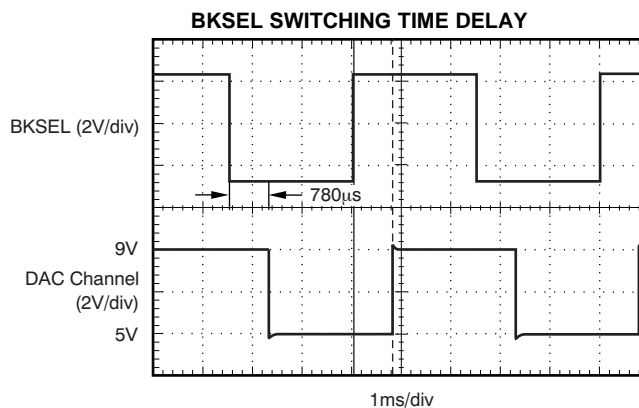 BKSEL SWITCHING TIME DELAY
BKSEL (2V/div)
780μs
9V
DAC Channel
(2V/div)
5V
1ms/div